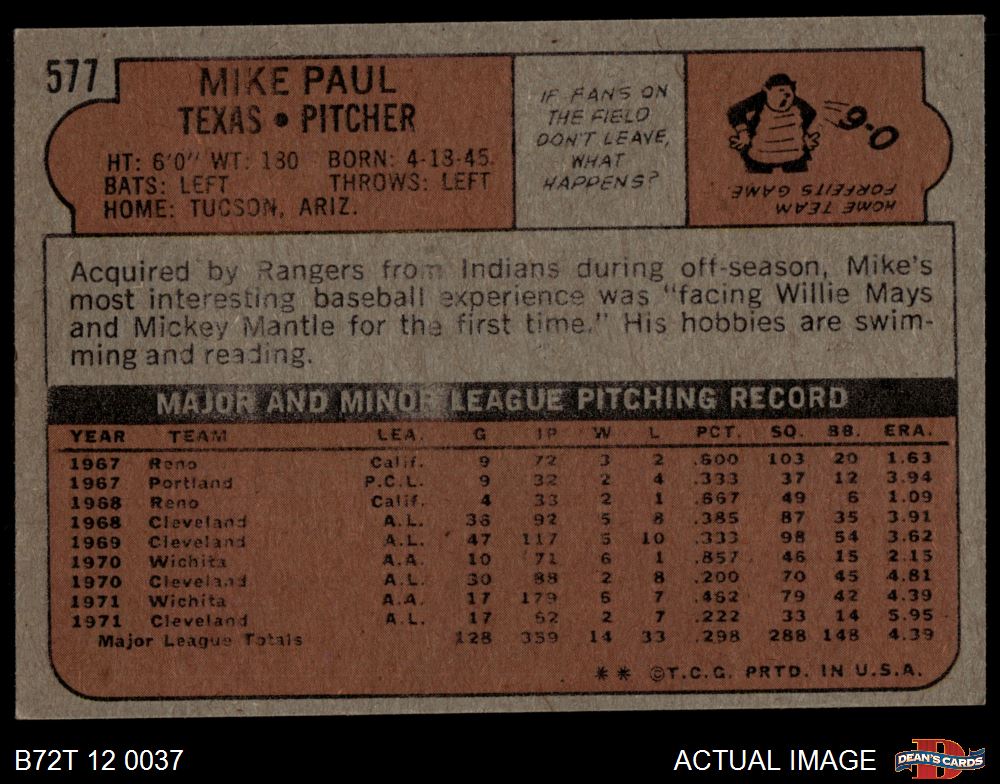 577
MIKE PAUL
TEXAS • PITCHER
HT: 6'0" WT: 180 BORN: 4-18-45.
BATS: LEFT THROWS: LEFT
HOME: TUCSON, ARIZ.
IF FANS ON
THE FIELD
DON'T LEAVE,
WHAT
HAPPENS?
9-0
HOME TEAM
FORFEITS GAME.
Acquired by Rangers from Indians during off-season, Mike's
most interesting baseball experience was "facing Willie Mays
and Mickey Mantle for the first time." His hobbies are swim-
ming and reading.
MAJOR AND MINOR LEAGUE PITCHING RECORD
YEAR TEAM LEA. G IP W L PCT. SO. BB. ERA.
1967 Reno Calif. 9 72 3 2 .600 103 20 1.63
1967 Portland P.C.L. 9 32 2 4 .333 37 12 3.94
1968 Reno Calif. 4 33 2 1 .667 49 6 1.09
1968 Cleveland A.L. 36 92 5 8 .385 87 35 3.91
1969 Cleveland A.L. 47 117 5 10 .333 98 54 3.62
1970 Wichita A.A. 10 71 6 1 .857 46 15 2.15
1970 Cleveland A.L. 30 88 2 8 .200 70 45 4.81
1971 Wichita A.A. 17 179 6 7 .462 79 42 4.39
1971 Cleveland A.L. 17 62 2 7 .222 33 14 5.95
Major League Totals 128 359 14 33 .298 288 148 4.39
* * ©T.C.G. PRTD. IN U.S.A.
B72T 12 0037
ACTUAL IMAGE
DEAN'S CARDS